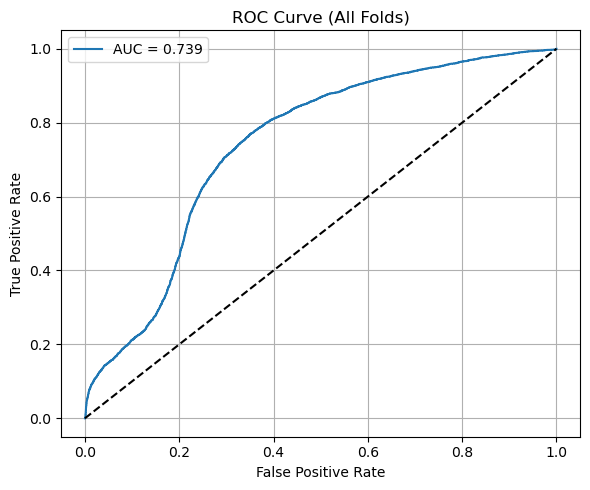 ROC Curve (All Folds)
AUC = 0.739
True Positive Rate
1.0
0.8
0.6
0.4
0.2
0.0
0.0 0.2 0.4 0.6 0.8 1.0
False Positive Rate